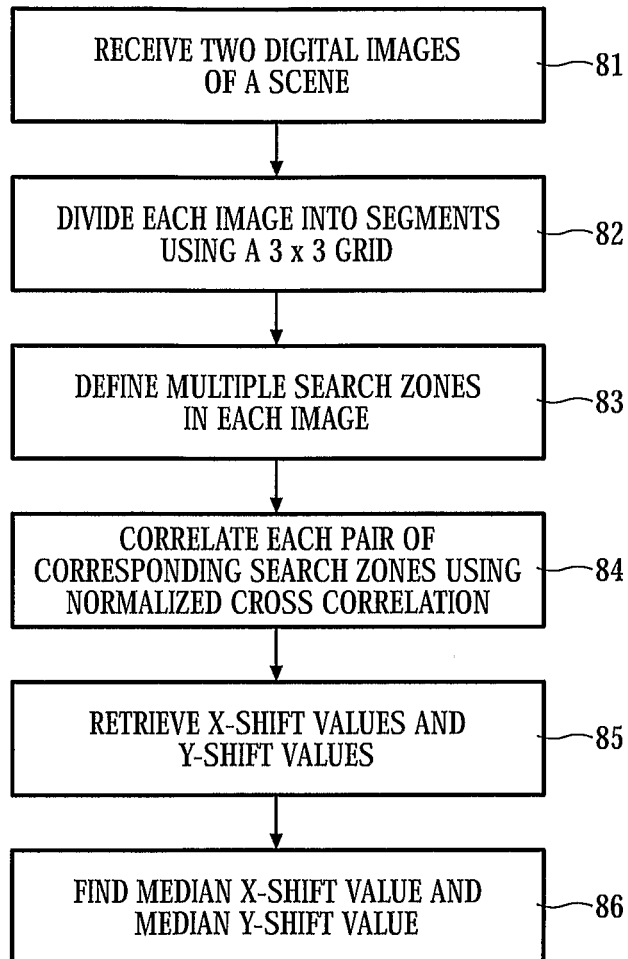 RECEIVE TWO DIGITAL IMAGES
OF A SCENE
81
DIVIDE EACH IMAGE INTO SEGMENTS
USING A 3 x 3 GRID
82
DEFINE MULTIPLE SEARCH ZONES
IN EACH IMAGE
83
CORRELATE EACH PAIR OF
CORRESPONDING SEARCH ZONES USING
NORMALIZED CROSS CORRELATION
84
RETRIEVE X-SHIFT VALUES AND
Y-SHIFT VALUES
85
FIND MEDIAN X-SHIFT VALUE AND
MEDIAN Y-SHIFT VALUE
86